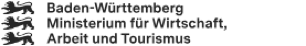 Baden-Württemberg
Ministerium für Wirtschaft,
Arbeit und Tourismus